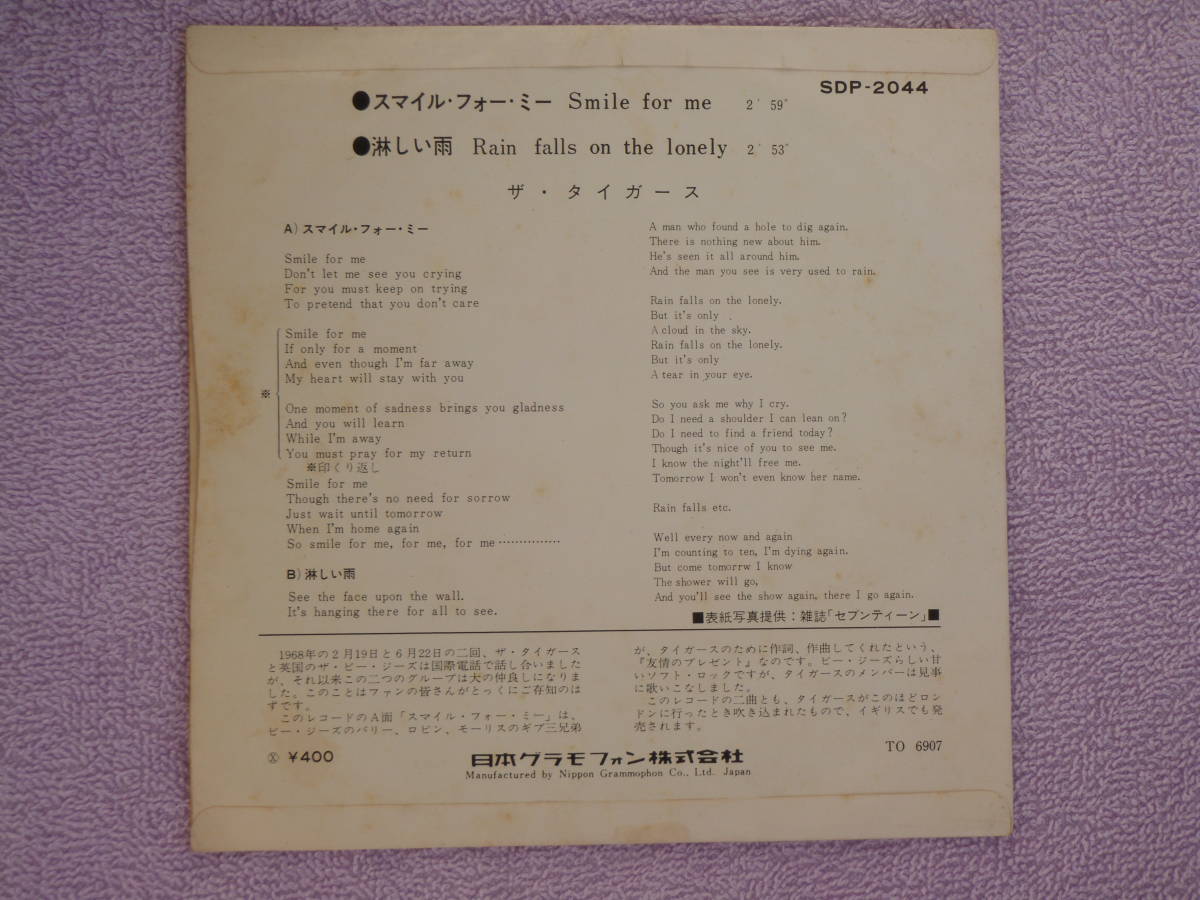 SDP-2044
●スマイル・フォー・ミー Smile for me 2′59″
●淋しい雨 Rain falls on the lonely 2′53″
ザ・タイガース
A) スマイル・フォー・ミー
Smile for me
Don't let me see you crying
For you must keep on trying
To pretend that you don't care
Smile for me
If only for a moment
And even though I'm far away
My heart will stay with you
※
One moment of sadness brings you gladness
And you will learn
While I'm away
You must pray for my return
※印くり返し
Smile for me
Though there's no need for sorrow
Just wait until tomorrow
When I'm home again
So smile for me, for me, for me ……………
B) 淋しい雨
See the face upon the wall.
It's hanging there for all to see.
A man who found a hole to dig again.
There is nothing new about him.
He's seen it all around him.
And the man you see is very used to rain.
Rain falls on the lonely.
But it's only .
A cloud in the sky.
Rain falls on the lonely.
But it's only
A tear in your eye.
So you ask me why I cry.
Do I need a shoulder I can lean on?
Do I need to find a friend today?
Though it's nice of you to see me.
I know the night'll free me.
Tomorrow I won't even know her name.
Rain falls etc.
Well every now and again
I'm counting to ten, I'm dying again.
But come tomorrw I know
The shower will go,
And you'll see the show again, there I go again.
■表紙写真提供：雑誌「セブンティーン」■
1968年の2月19日と6月22日の二回、ザ・タイガース
と英国のザ・ビー・ジーズは国際電話で話し合いました
が、それ以来この二つのグループは大の仲良しになりま
した。このことはファンの皆さんがとっくにご存知のは
ずです。
このレコードのA面「スマイル・フォー・ミー」は、
ビー・ジーズのバリー、ロビン、モーリスのギブ三兄弟
が、タイガースのために作詞、作曲してくれたという、
『友情のプレゼント』なのです。ビー・ジーズらしい甘
いソフト・ロックですが、タイガースのメンバーは見事
に歌いこなしました。
このレコードの二曲とも、タイガースがこのほどロン
ドンに行ったとき吹き込まれたもので、イギリスでも発
売されます。
Ⓧ ¥400
日本グラモフォン株式会社
Manufactured by Nippon Grammophon Co., Ltd. Japan
TO 6907